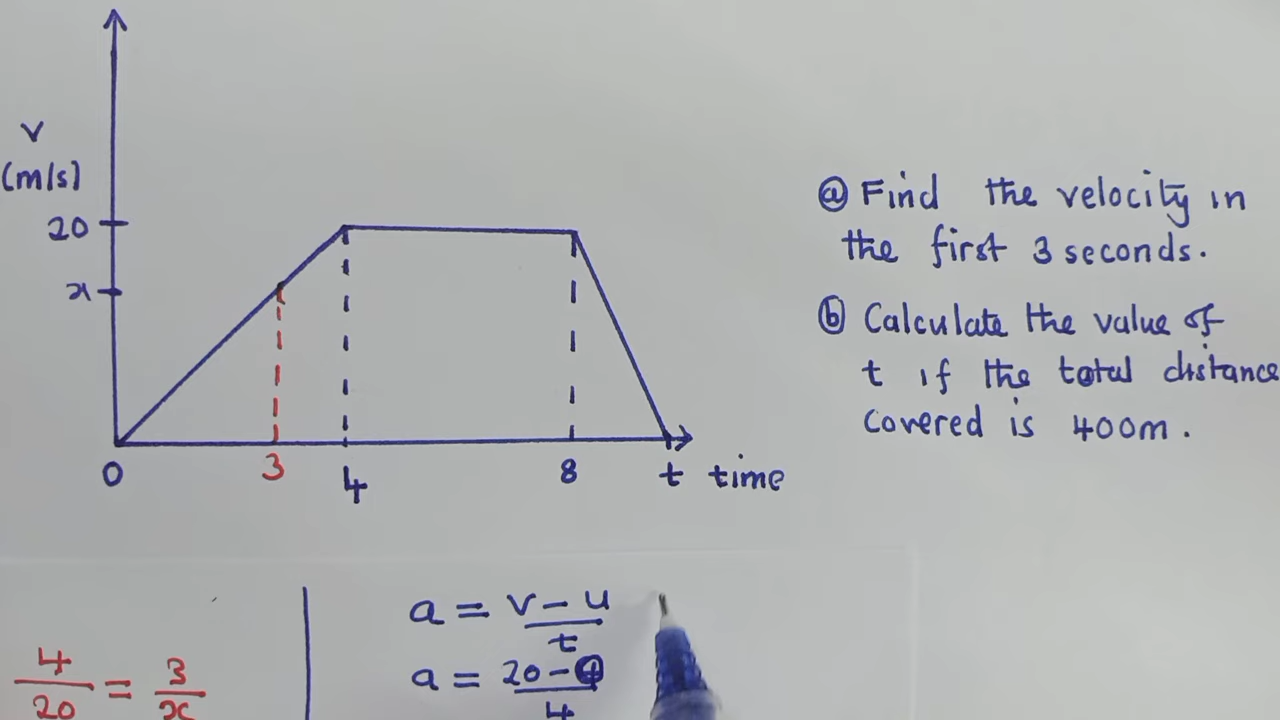 v
(m/s)
20
x
0
3
4
8
t time
ⓐ Find the velocity in
the first 3 seconds.
ⓑ Calculate the value of
t if the total distance
covered is 400m.
4/20 = 3/x
a = v - u
t
a = 20 -
4